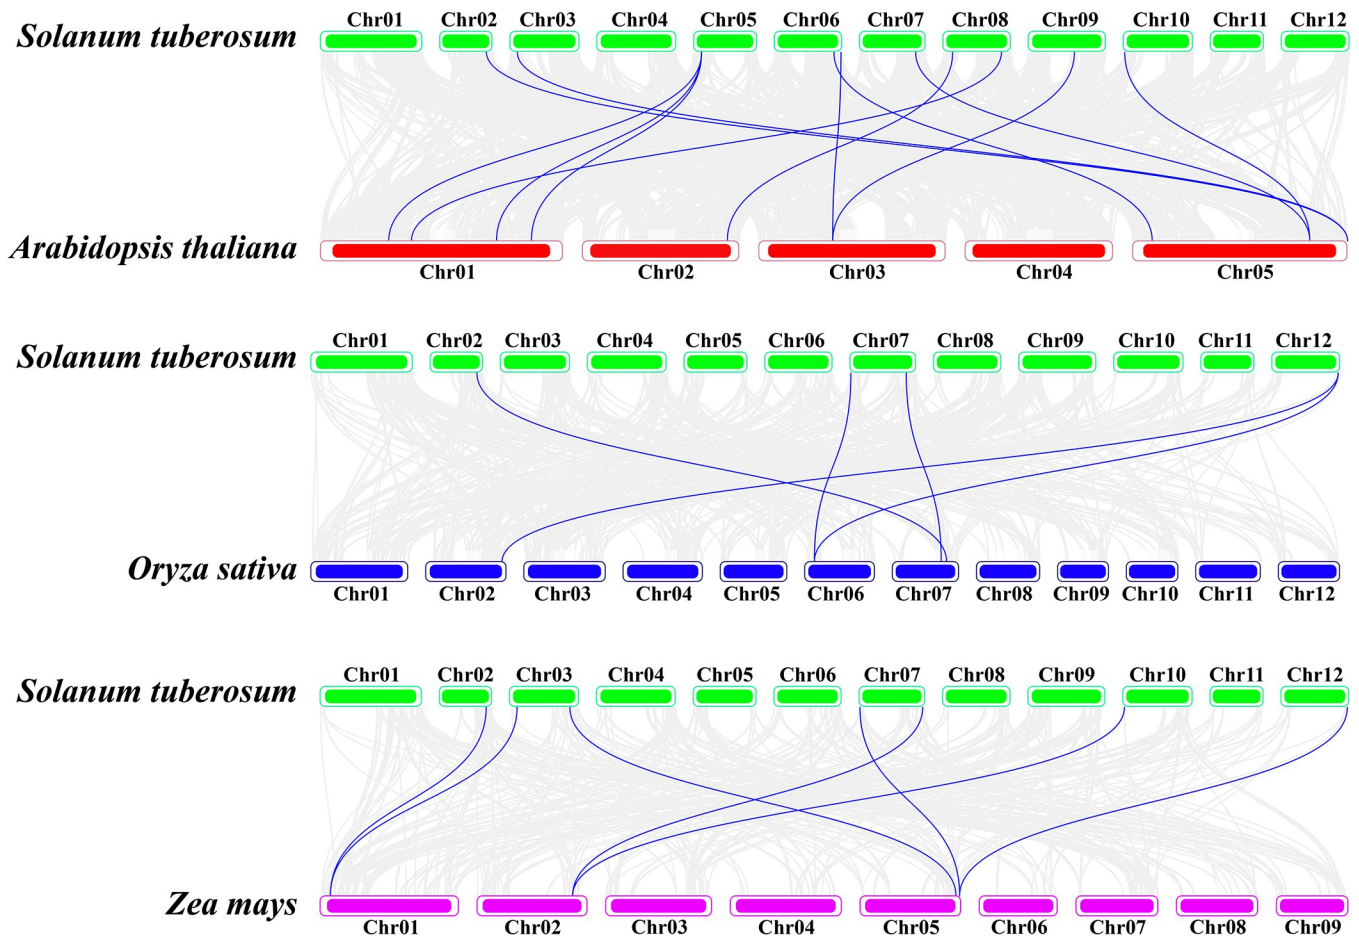 Chr01 Chr02 Chr03 Chr04 Chr05 Chr06 Chr07 Chr08 Chr09 Chr10 Chr11 Chr12
Solanum tuberosum
Arabidopsis thaliana
Chr01 Chr02 Chr03 Chr04 Chr05
Chr01 Chr02 Chr03 Chr04 Chr05 Chr06 Chr07 Chr08 Chr09 Chr10 Chr11 Chr12
Solanum tuberosum
Oryza sativa
Chr01 Chr02 Chr03 Chr04 Chr05 Chr06 Chr07 Chr08 Chr09 Chr10 Chr11 Chr12
Chr01 Chr02 Chr03 Chr04 Chr05 Chr06 Chr07 Chr08 Chr09 Chr10 Chr11 Chr12
Solanum tuberosum
Zea mays
Chr01 Chr02 Chr03 Chr04 Chr05 Chr06 Chr07 Chr08 Chr09